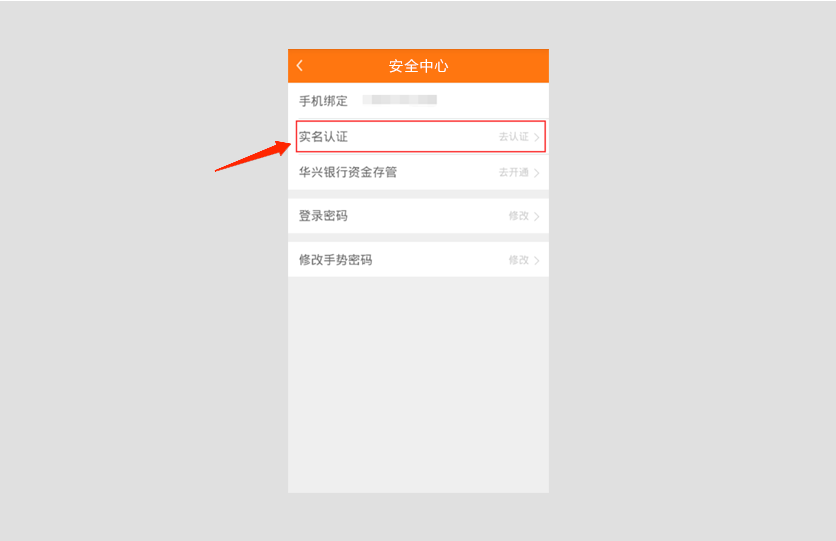 安全中心
手机绑定
实名认证 去认证
华兴银行资金存管 去开通
登录密码 修改
修改手势密码 修改